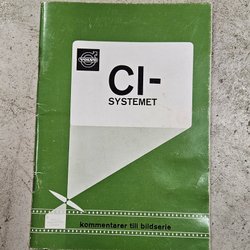 VOLVO
CI-
SYSTEMET
kommentarer till bildserie